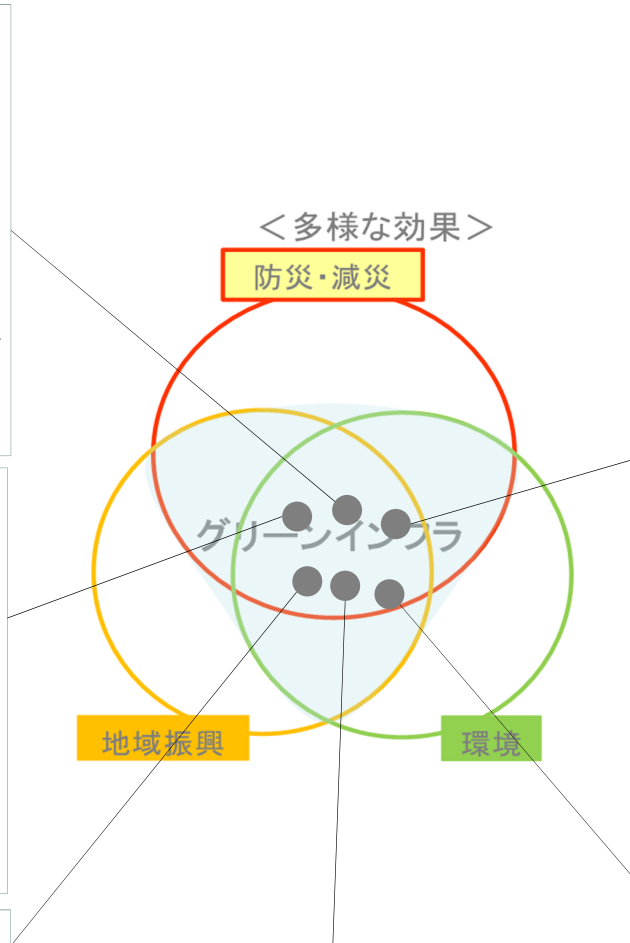 ＜多様な効果＞
防災・減災
グリーンインフラ
地域振興
環境